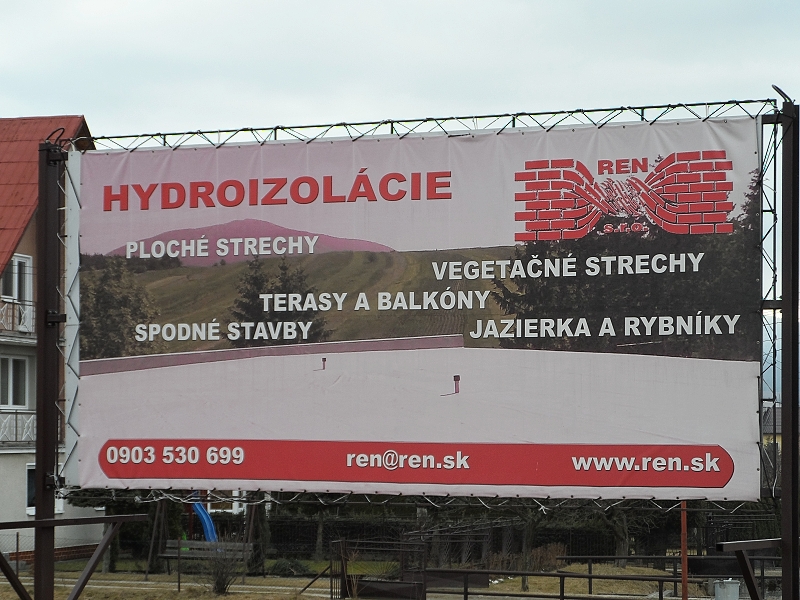 HYDROIZOLÁCIE
REN
s.r.o.
PLOCHÉ STRECHY
VEGETAČNÉ STRECHY
TERASY A BALKÓNY
SPODNÉ STAVBY
JAZIERKA A RYBNÍKY
0903 530 699
ren@ren.sk
www.ren.sk